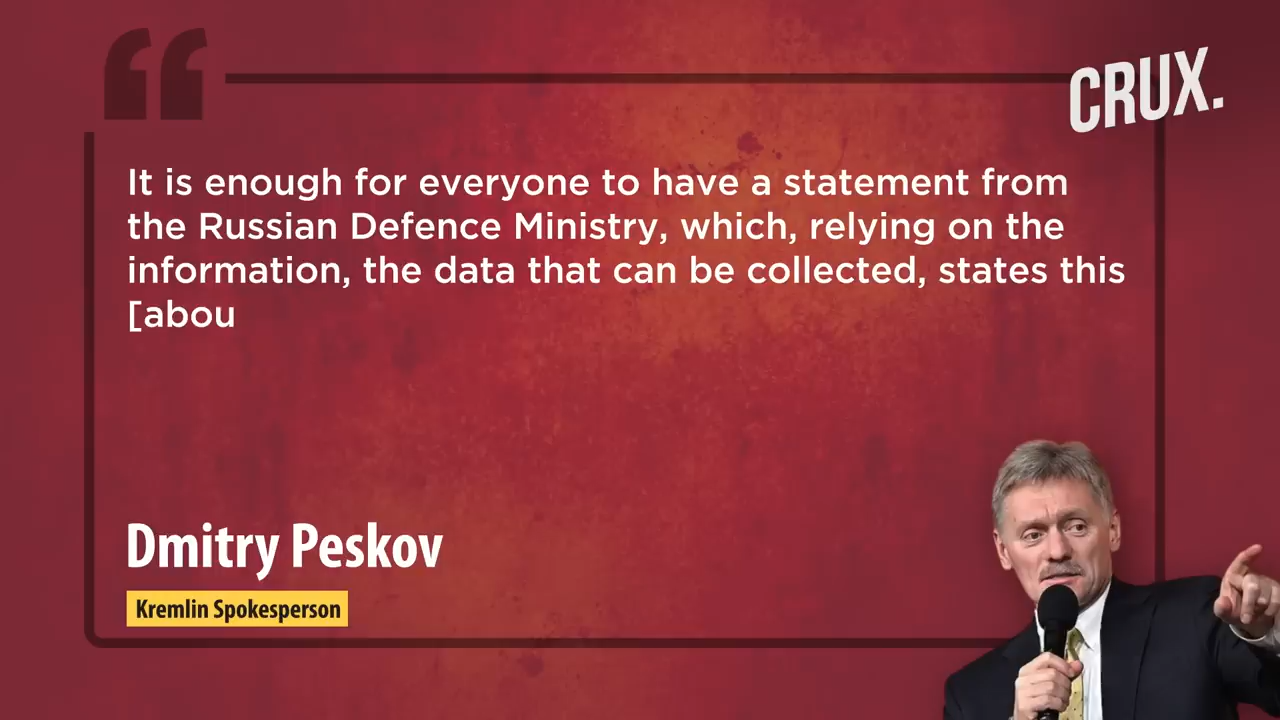 CRUX.
It is enough for everyone to have a statement from
the Russian Defence Ministry, which, relying on the
information, the data that can be collected, states this
[abou
Dmitry Peskov
Kremlin Spokesperson